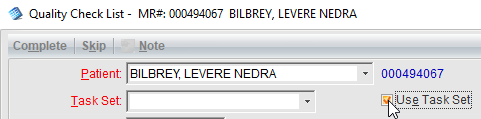 Quality Check List - MR#: 000494067 BILBREY, LEVERE NEDRA
Complete Skip Note
Patient: BILBREY, LEVERE NEDRA 000494067
Task Set: Use Task Set